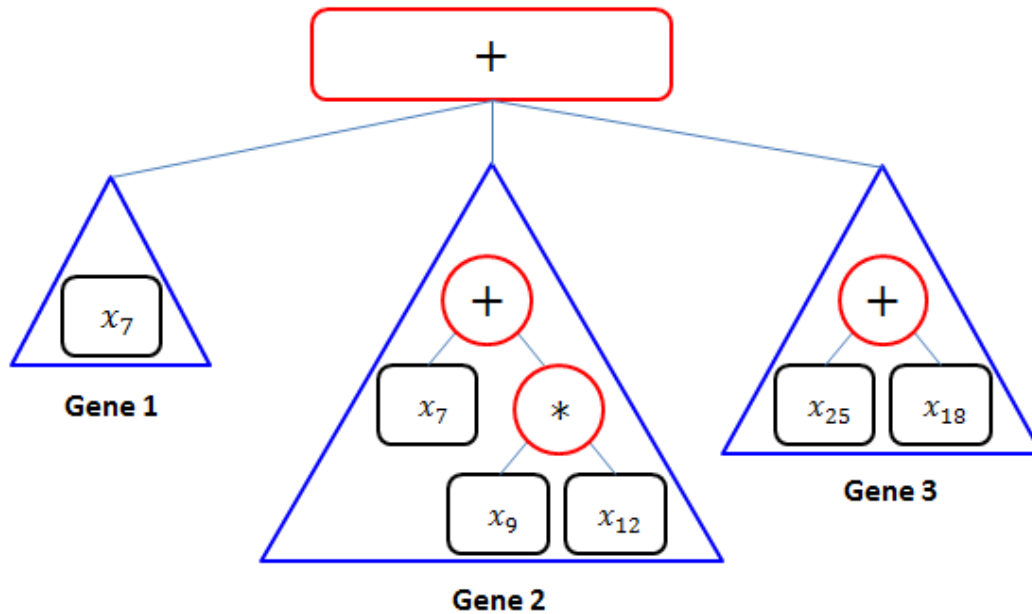 +
x₇
Gene 1
+
x₇
*
x₉
x₁₂
Gene 2
+
x₂₅
x₁₈
Gene 3